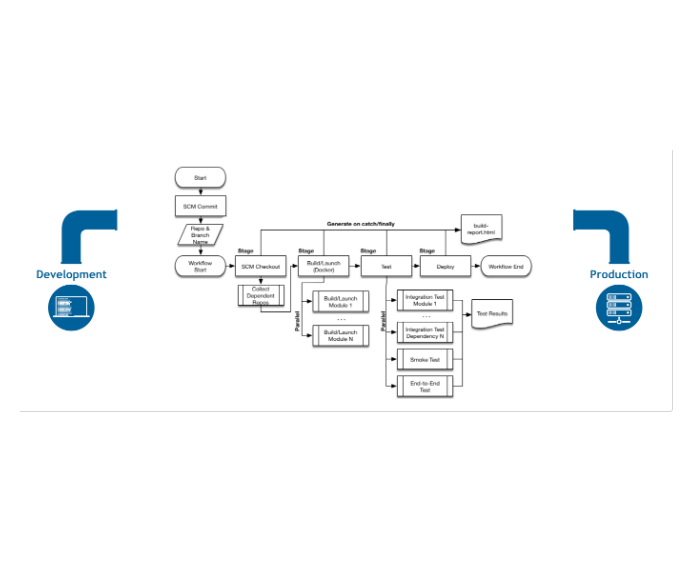 Start
SCM Commit
Repo &
Branch
Name
Workflow
Start
Generate on catch/finally
build-
report.html
Stage
SCM Checkout
Stage
Build/Launch
(Docker)
Stage
Test
Stage
Deploy
Workflow End
Collect
Dependent
Repos
Parallel
Build/Launch
Module 1
...
Build/Launch
Module N
Parallel
Integration Test
Module 1
...
Integration Test
Dependency N
Smoke Test
End-to-End
Test
Test Results
Development
Production